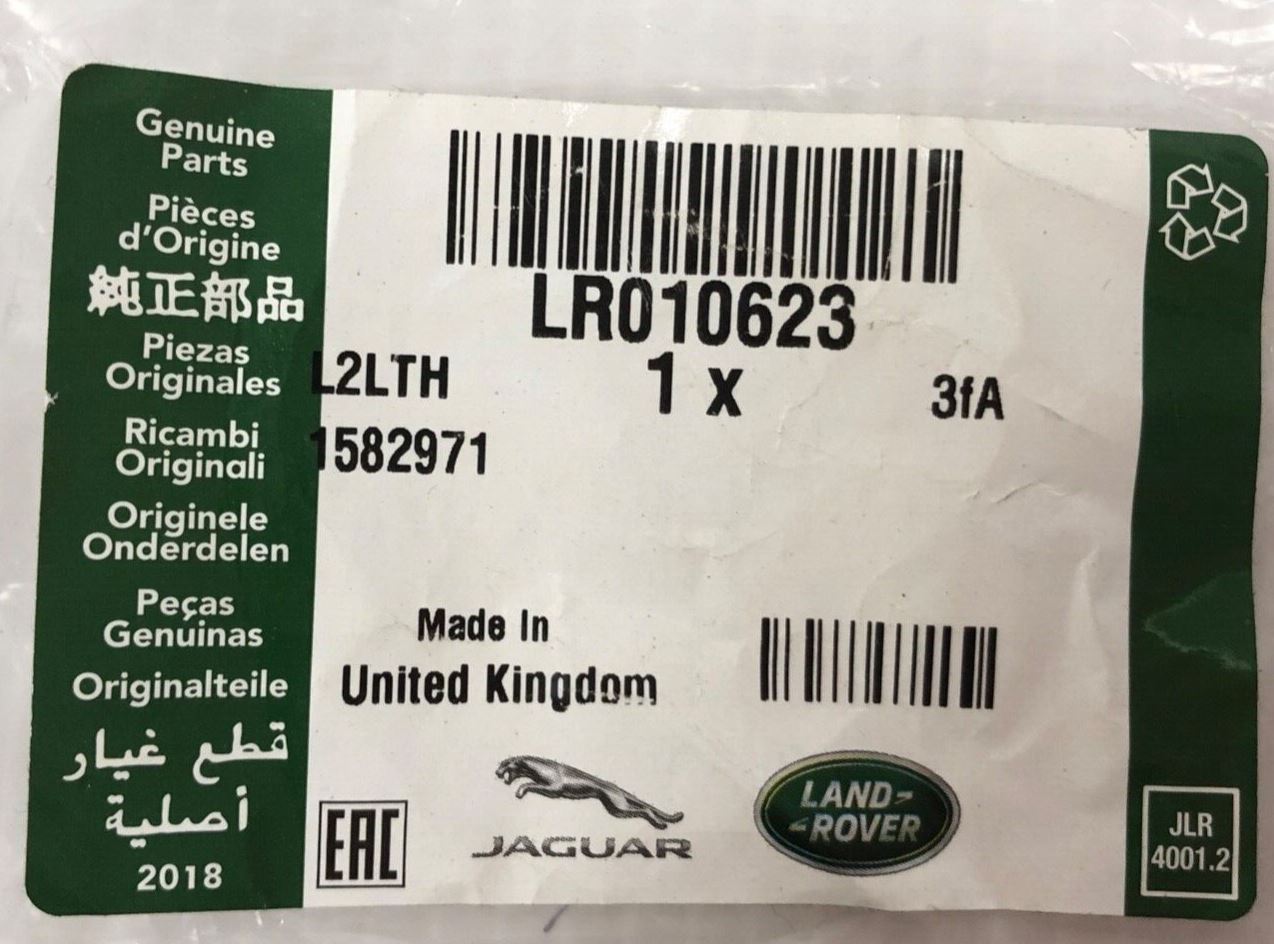 Genuine
Parts
Pièces
d'Origine
純正部品
Piezas
Originales
Ricambi
Originali
Originele
Onderdelen
Peças
Genuinas
Originalteile
قطع غيار
أصلية
2018
LR010623
L2LTH
1 x
3fA
1582971
Made In
United Kingdom
EAC
JAGUAR
LAND-
-ROVER
JLR
4001.2